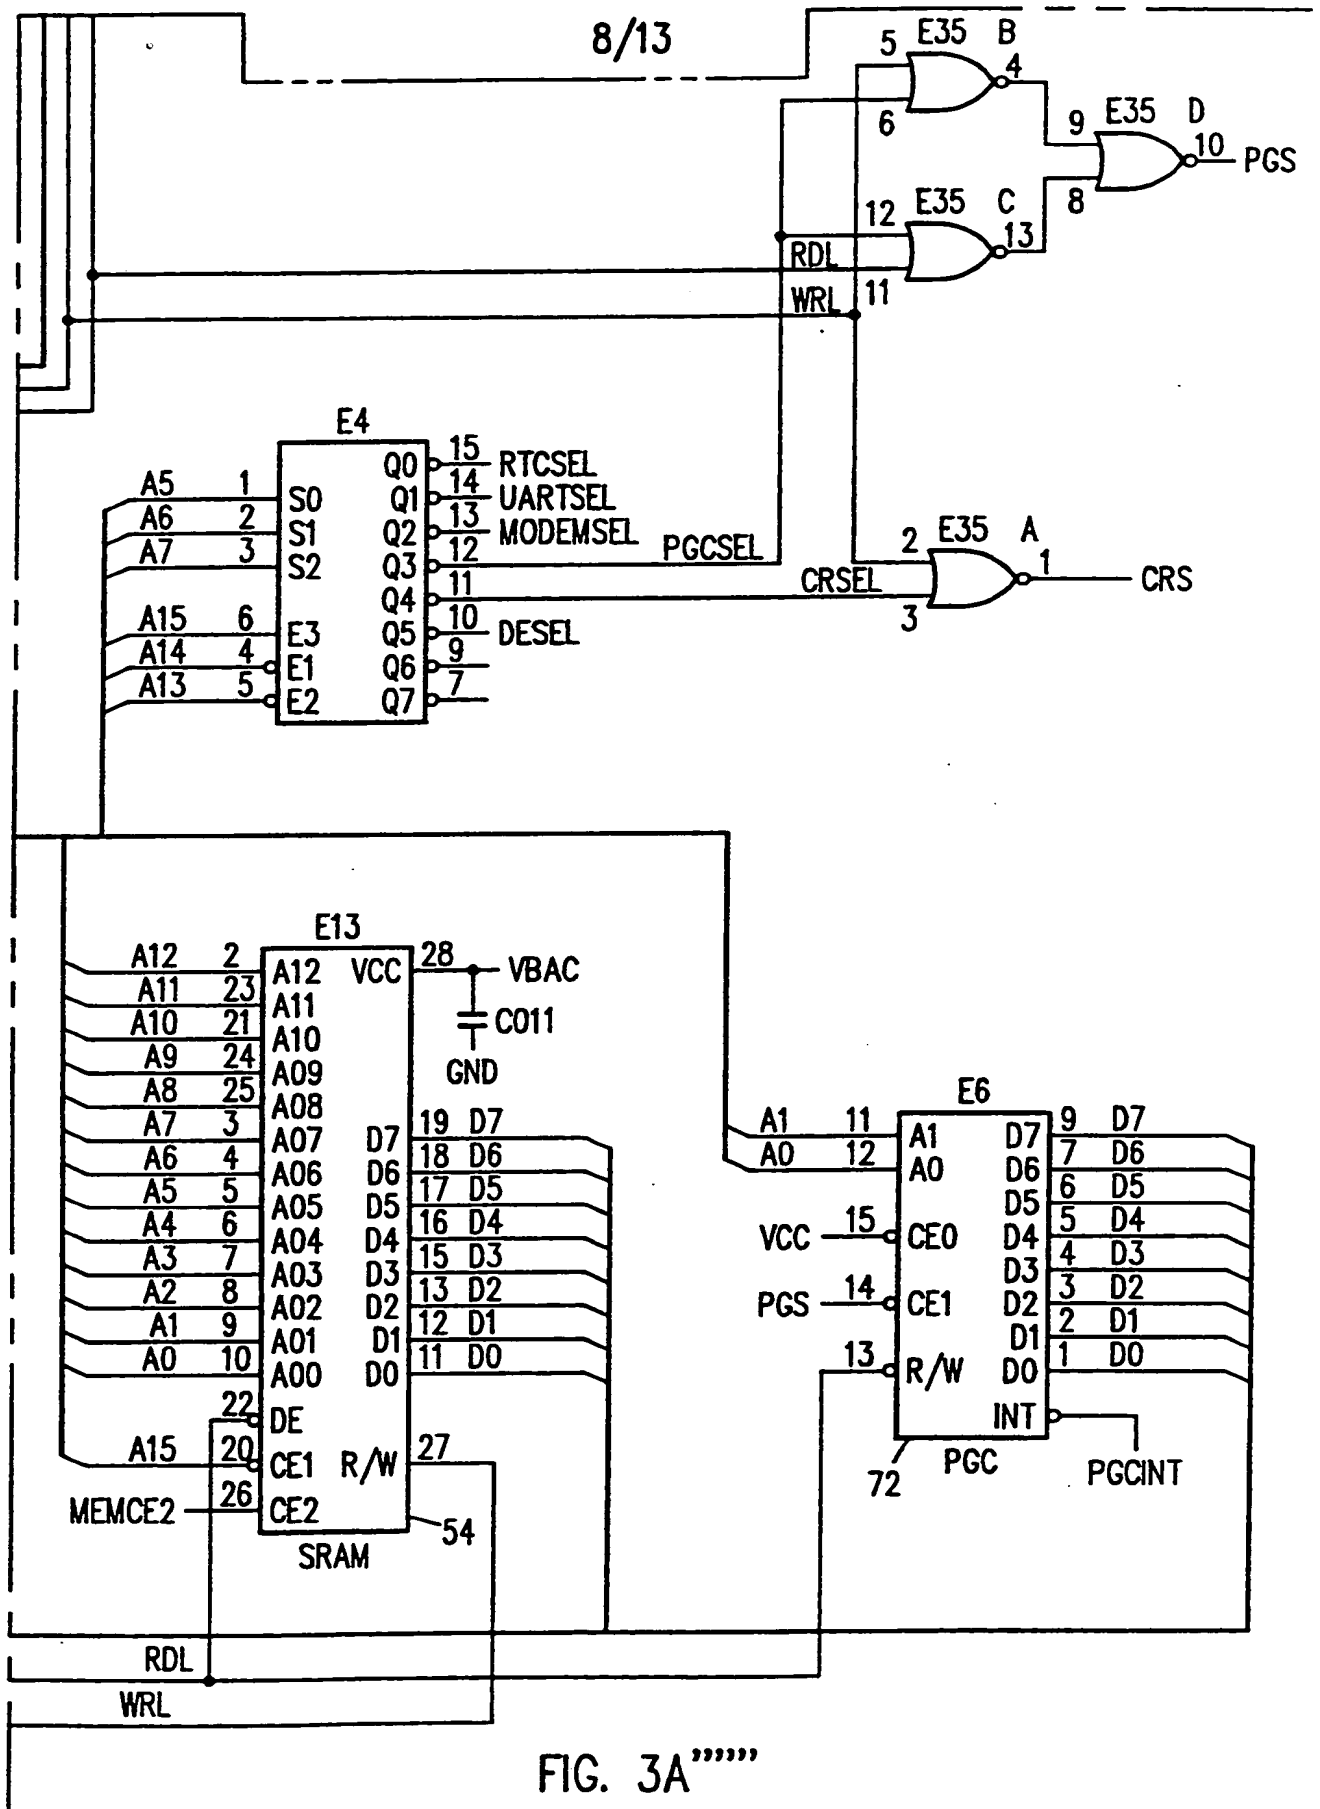 8/13
5 E35 B
4
6
9 E35 D
10 PGS
8
12 E35 C
13
RDL
11
WRL
E4
A5 1 S0 Q0 15 RTCSEL
A6 2 S1 Q1 14 UARTSEL
A7 3 S2 Q2 13 MODEMSEL
Q3 12 PGCSEL
Q4 11 CRSEL
A15 6 E3 Q5 10 DESEL
A14 4 E1 Q6 9
A13 5 E2 Q7 7
2 E35 A
1 CRS
3
E13
A12 2 A12 VCC 28 VBAC
A11 23 A11
A10 21 A10 C011
A9 24 A09
GND
A8 25 A08
A7 3 A07 D7 19 D7
A6 4 A06 D6 18 D6
A5 5 A05 D5 17 D5
A4 6 A04 D4 16 D4
A3 7 A03 D3 15 D3
A2 8 A02 D2 13 D2
A1 9 A01 D1 12 D1
A0 10 A00 D0 11 D0
22 DE
A15 20 CE1 R/W 27
MEMCE2 26 CE2
54
SRAM
E6
A1 11 A1 D7 9 D7
A0 12 A0 D6 7 D6
D5 6 D5
VCC 15 CE0 D4 5 D4
D3 4 D3
PGS 14 CE1 D2 3 D2
D1 2 D1
13 R/W D0 1 D0
INT
72 PGC PGCINT
RDL
WRL
FIG. 3A''''''